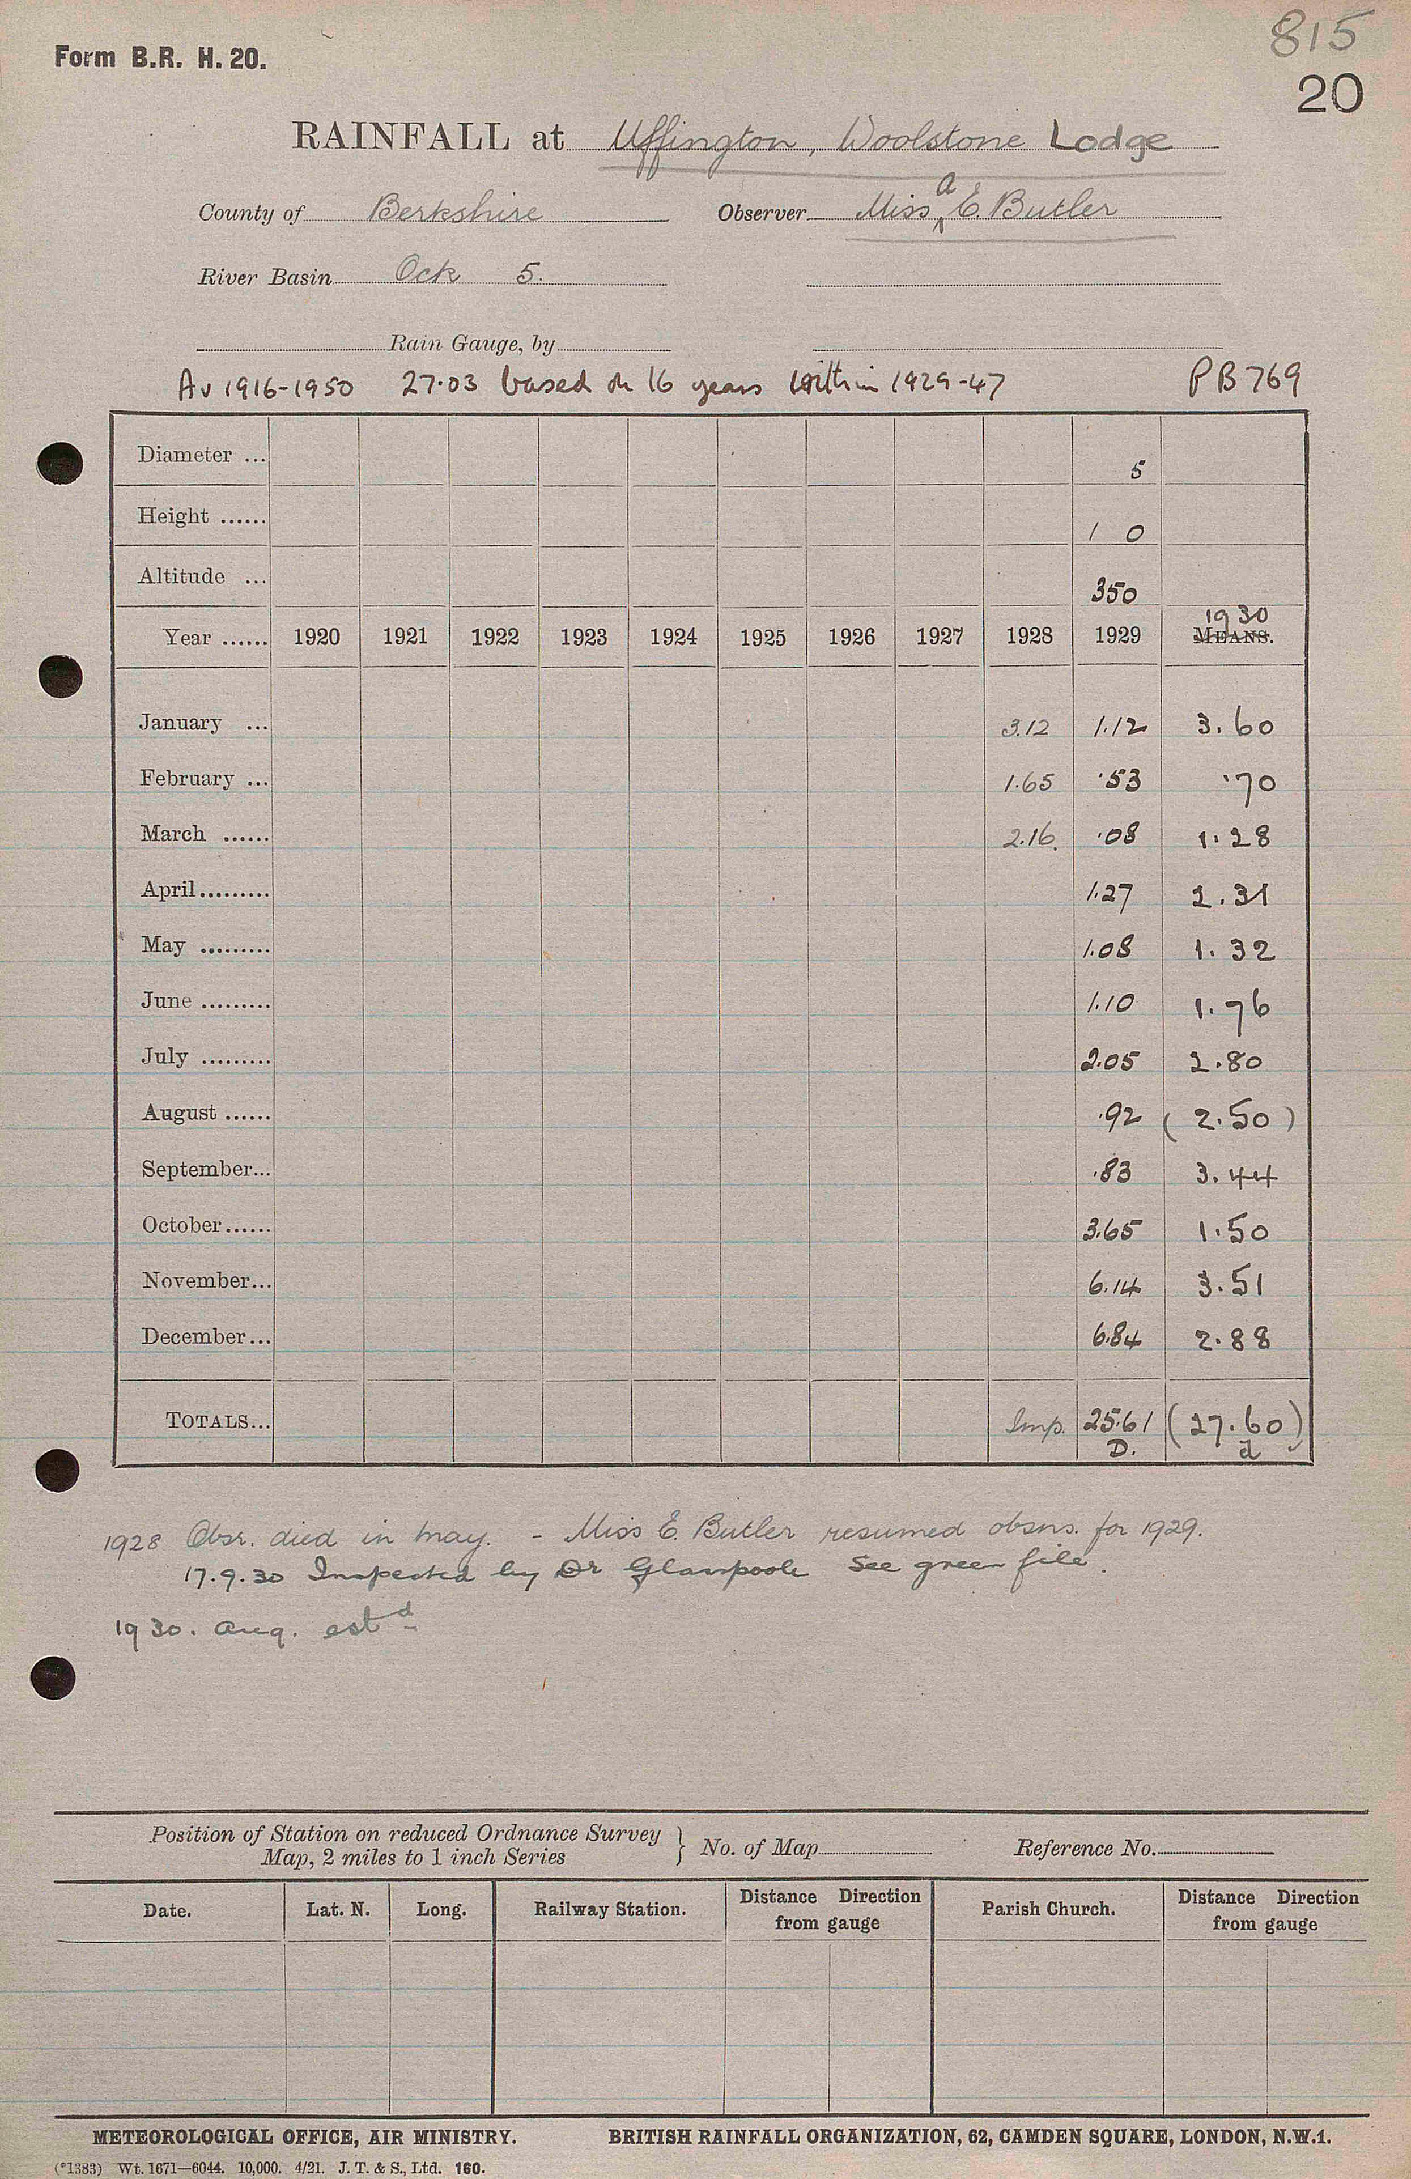 815
Form B.R. H. 20.
20
RAINFALL at Uffington, Woolstone Lodge
County of Berkshire Observer Miss a E. Butler
River Basin Ock 5.
Rain Gauge, by
Av 1916-1950 27.03 based on 16 years within 1929-47 PB 769
Diameter ... 5
Height ...... 1 0
Altitude ... 350
1930
Year ...... 1920 1921 1922 1923 1924 1925 1926 1927 1928 1929 MEANS.
January ... 3.12 1.12 3.60
February ... 1.65 .53 .70
March ...... 2.16. .08 1.28
April ......... 1.27 2.31
May ......... 1.08 1.32
June ......... 1.10 1.76
July ......... 2.05 2.80
August ...... .92 (2.50)
September... .83 3.44
October ...... 3.65 1.50
November... 6.14 3.51
December... 6.84 2.88
TOTALS... Imp. 25.61 (27.60)
D. d
1928 Obsr. died in May. - Miss E. Butler resumed obsns. for 1929.
17.9.30 Inspected by Dr Glasspoole See green file.
1930. Aug. est d
Position of Station on reduced Ordnance Survey
Map, 2 miles to 1 inch Series } No. of Map Reference No.
Date. Lat. N. Long. Railway Station. Distance Direction from gauge Parish Church. Distance Direction from gauge
METEOROLOGICAL OFFICE, AIR MINISTRY. BRITISH RAINFALL ORGANIZATION, 62, CAMDEN SQUARE, LONDON, N.W.1.
(*1383) Wt. 1671—6044. 10,000. 4/21. J. T. & S., Ltd. 160.